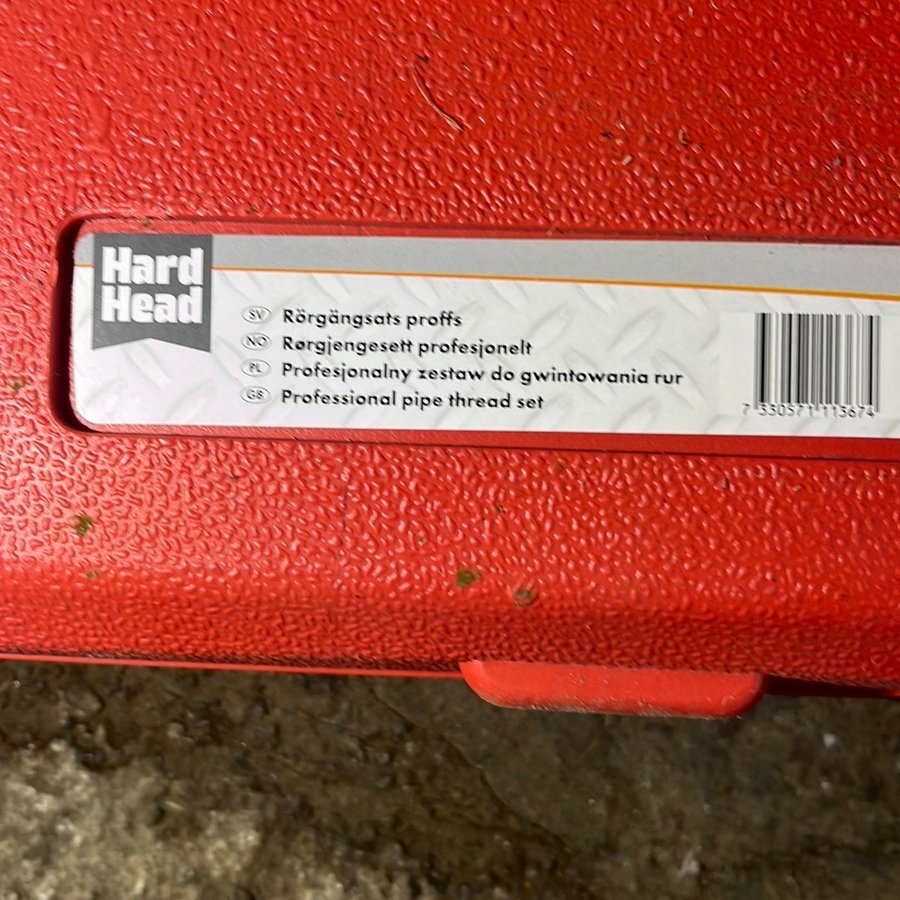 Hard
Head
SV Rörgängsats proffs
NO Rørgjengesett profesjonelt
PL Profesjonalny zestaw do gwintowania rur
GB Professional pipe thread set
7 330571 113674